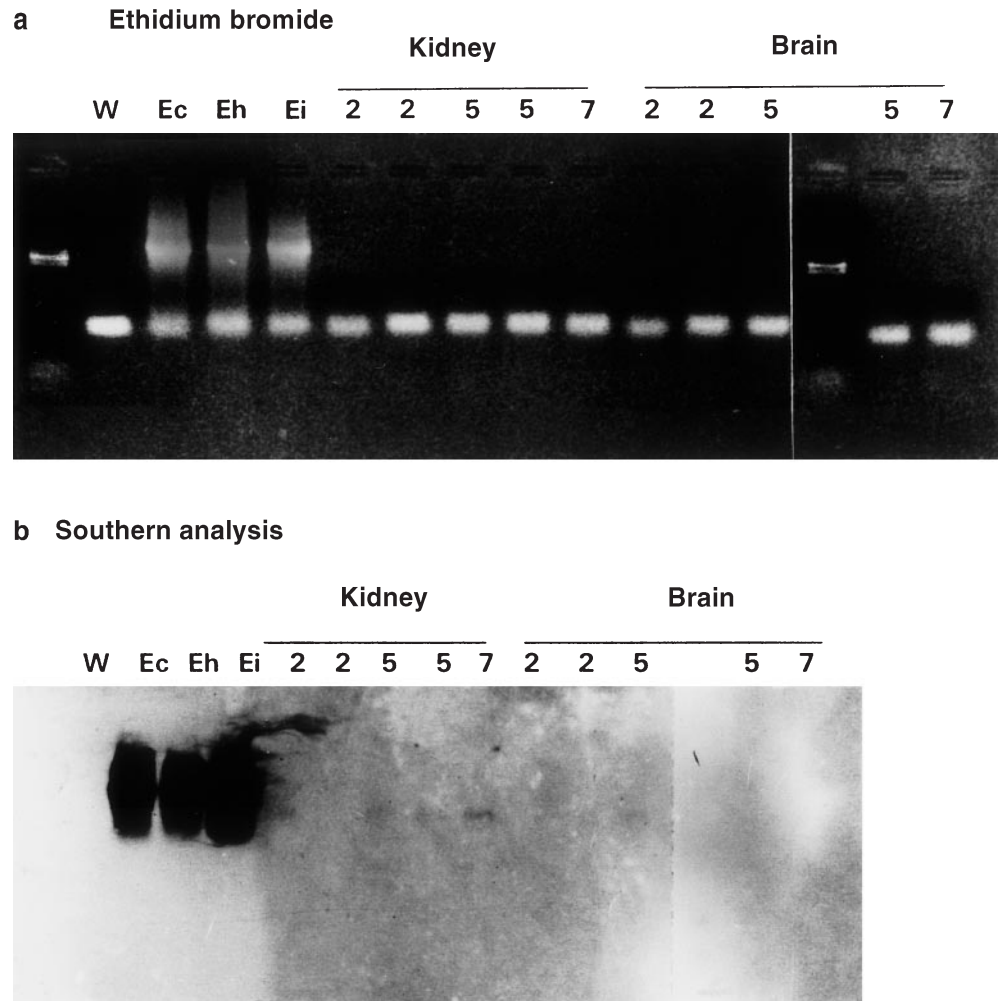 a Ethidium bromide
Kidney Brain
W Ec Eh Ei 2 2 5 5 7 2 2 5 5 7
b Southern analysis
Kidney Brain
W Ec Eh Ei 2 2 5 5 7 2 2 5 5 7